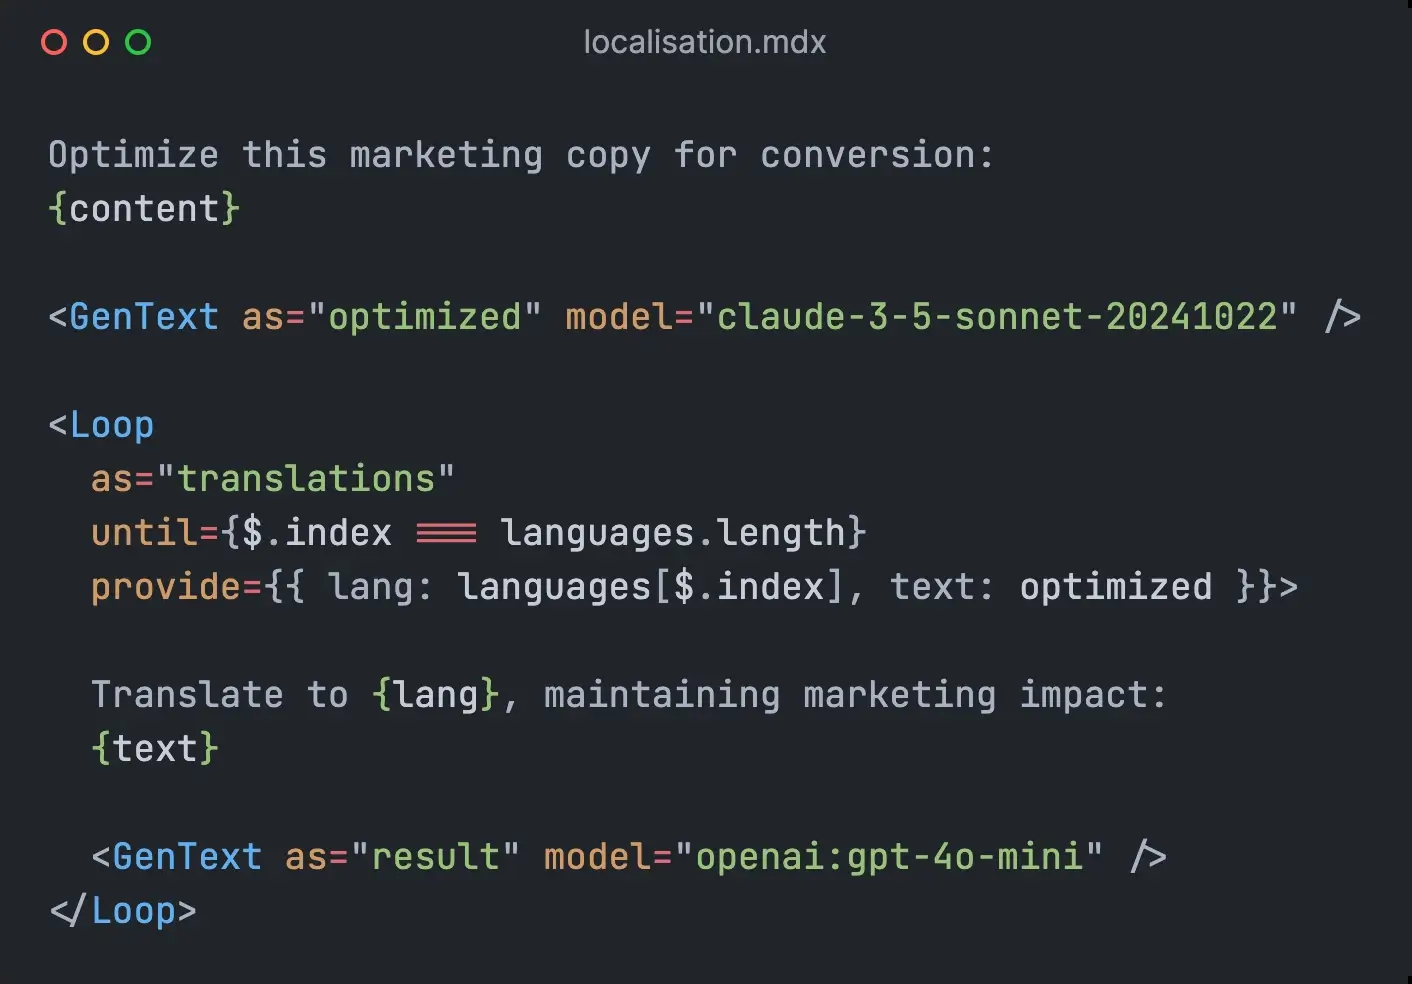 localisation.mdx
Optimize this marketing copy for conversion:
{content}
<GenText as="optimized" model="claude-3-5-sonnet-20241022" />
<Loop
as="translations"
until={$.index === languages.length}
provide={{ lang: languages[$.index], text: optimized }}>
Translate to {lang}, maintaining marketing impact:
{text}
<GenText as="result" model="openai:gpt-4o-mini" />
</Loop>